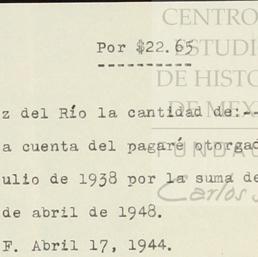 CENTRO
ESTUDI
DE HISTO
DE MEX
FUNDA
Carlos S
Por $22.65
z del Río la cantidad de:--
a cuenta del pagaré otorgad
ulio de 1938 por la suma de
de abril de 1948.
F. Abril 17, 1944.